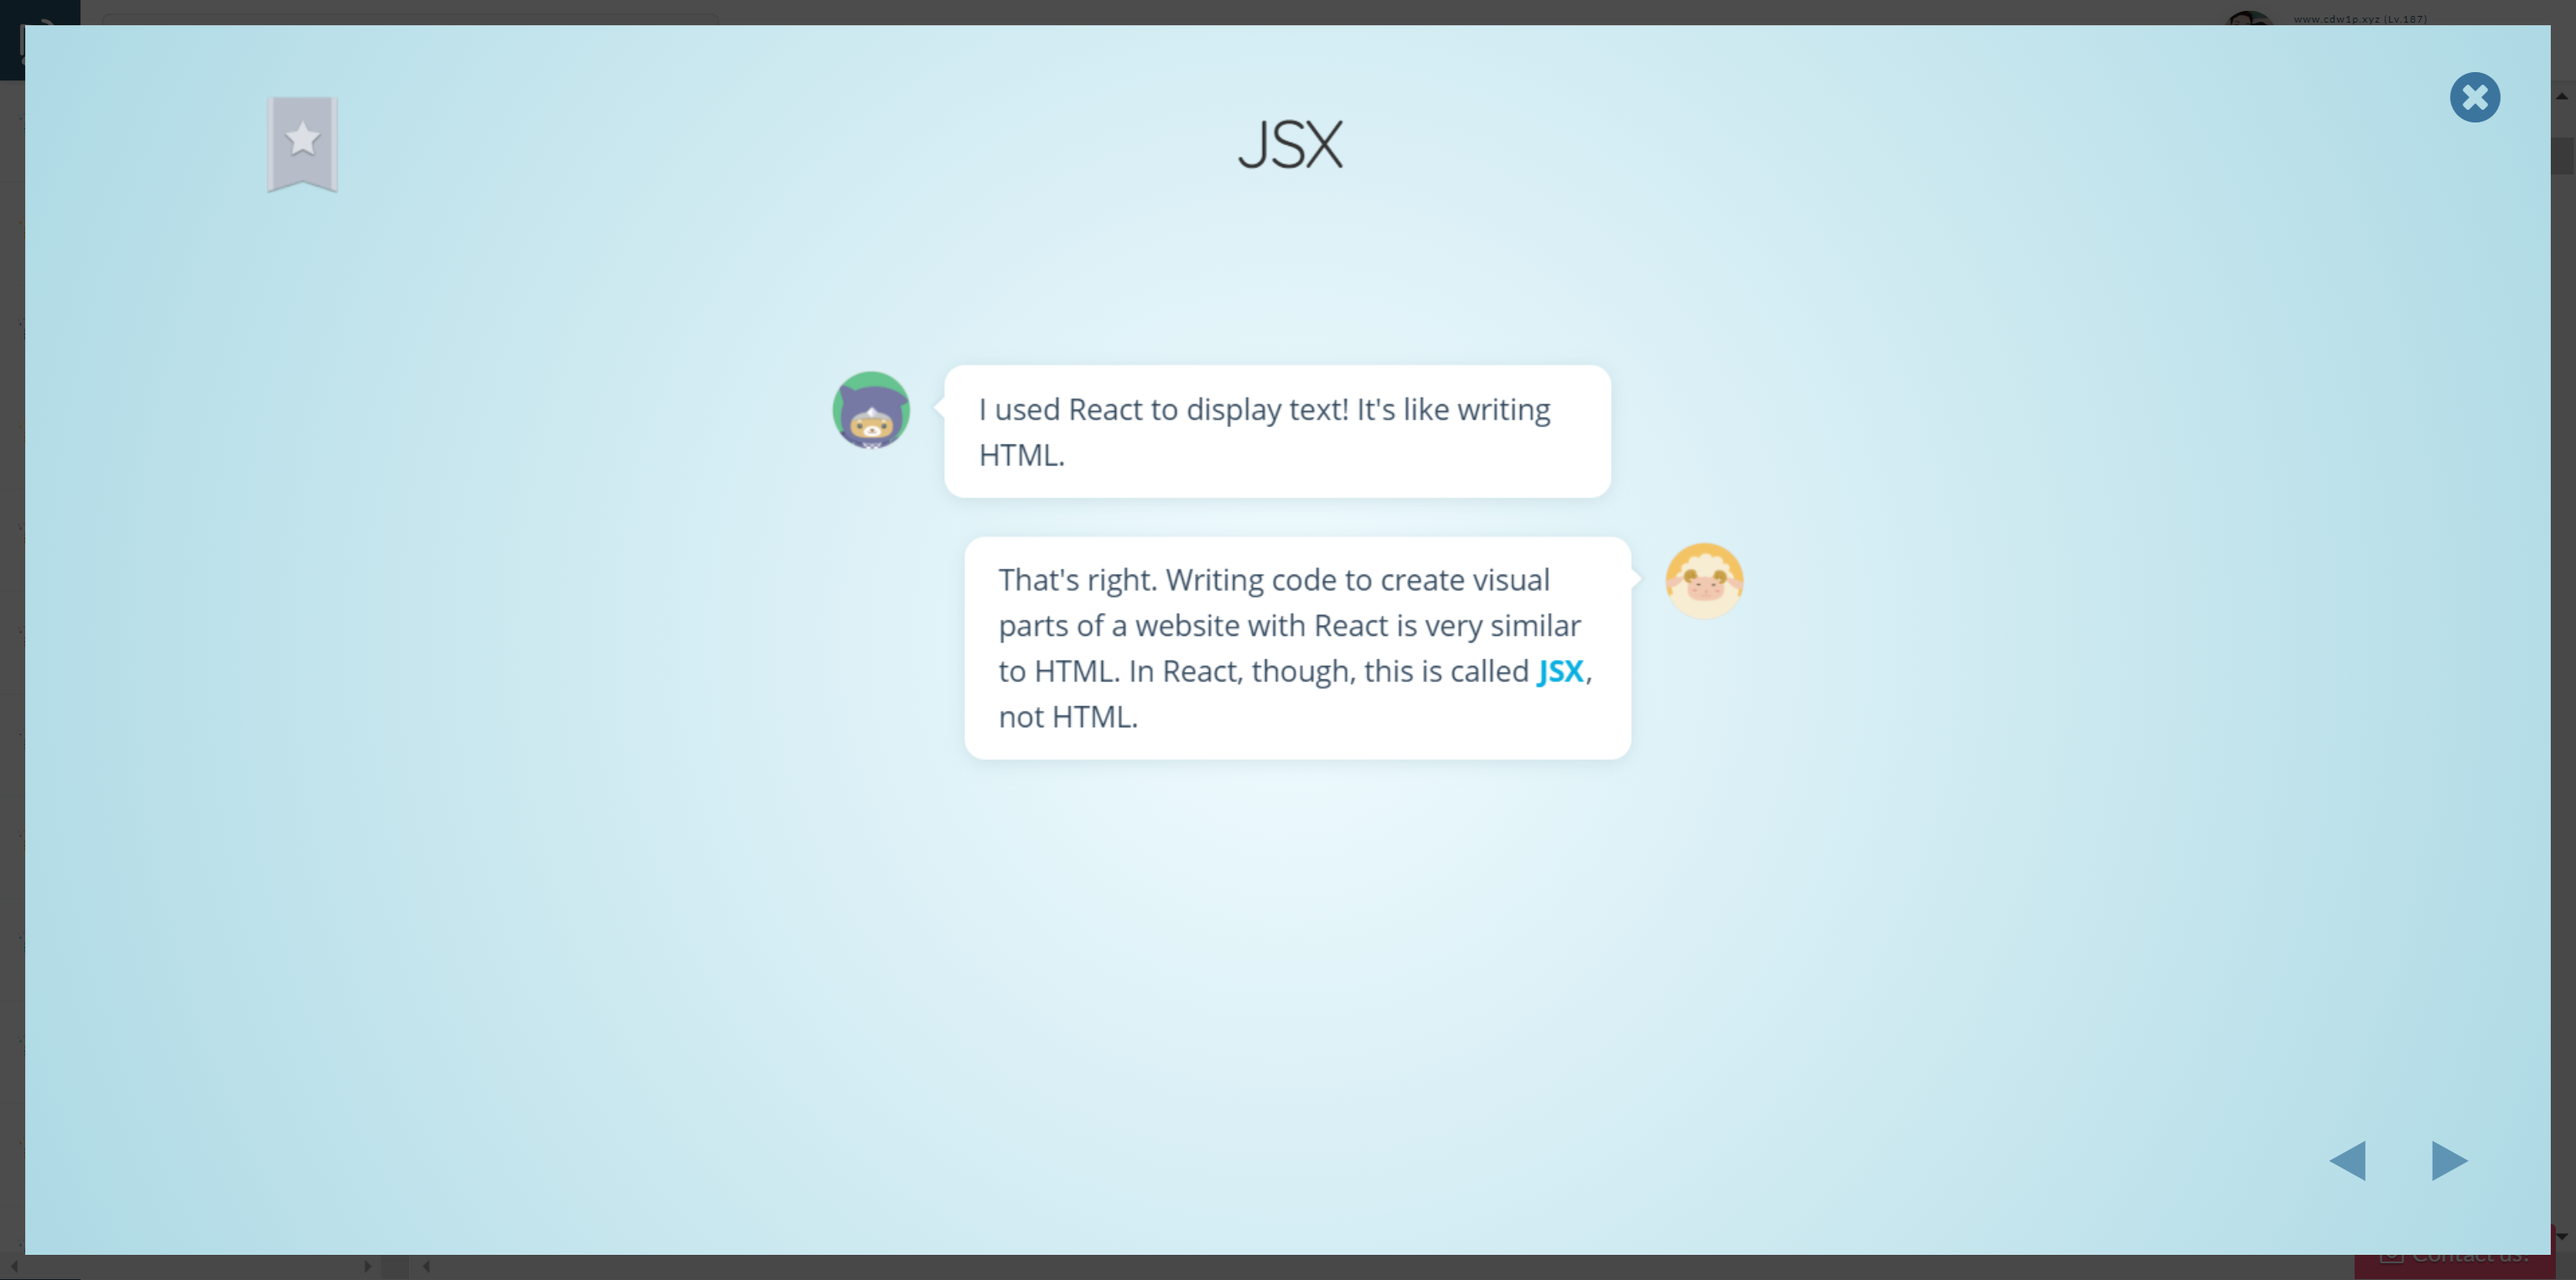 www.cdw1p.xyz (Lv.187)
JSX
I used React to display text! It's like writing
HTML.
That's right. Writing code to create visual
parts of a website with React is very similar
to HTML. In React, though, this is called JSX,
not HTML.
Contact us!